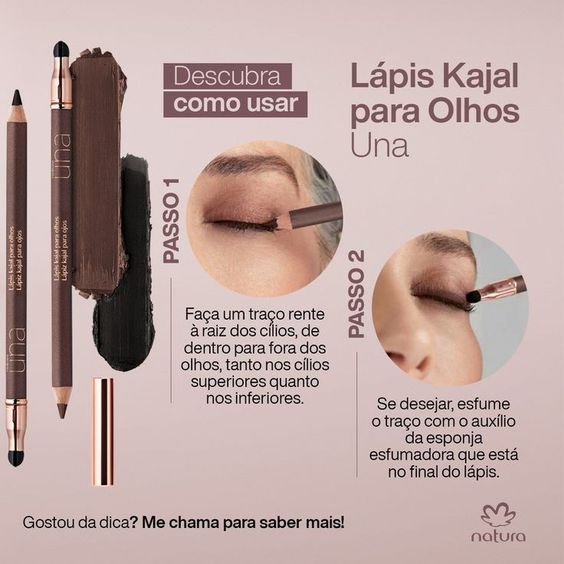 Descubra
como usar
Lápis Kajal
para Olhos
Una
PASSO 1
Faça um traço rente
à raiz dos cílios, de
dentro para fora dos
olhos, tanto nos cílios
superiores quanto
nos inferiores.
PASSO 2
Se desejar, esfume
o traço com o auxílio
da esponja
esfumadora que está
no final do lápis.
una
Lápis kajal para olhos
Lápiz kajal para ojos
una
Lápis kajal para olhos
Lápiz kajal para ojos
Gostou da dica? Me chama para saber mais!
natura